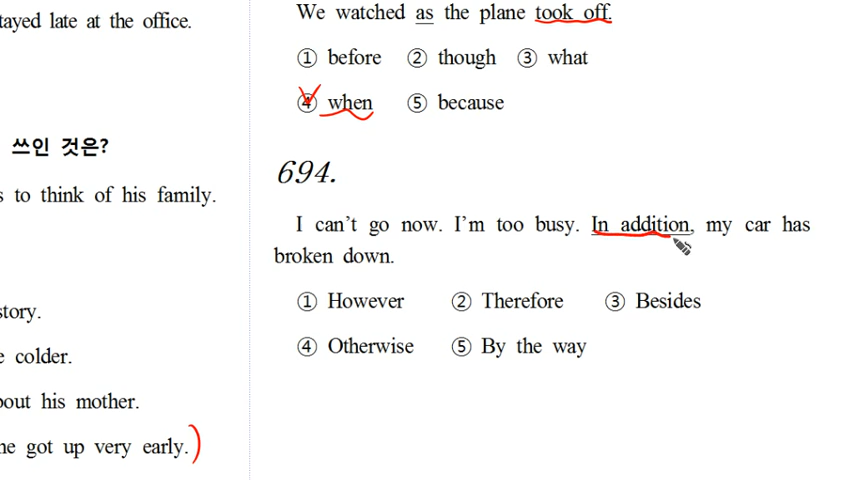 tayed late at the office.
쓰인 것은?
s to think of his family.
story.
e colder.
bout his mother.
he got up very early.)
We watched as the plane took off.
① before ② though ③ what
④ when ⑤ because
694.
I can't go now. I'm too busy. In addition, my car has
broken down.
① However ② Therefore ③ Besides
④ Otherwise ⑤ By the way